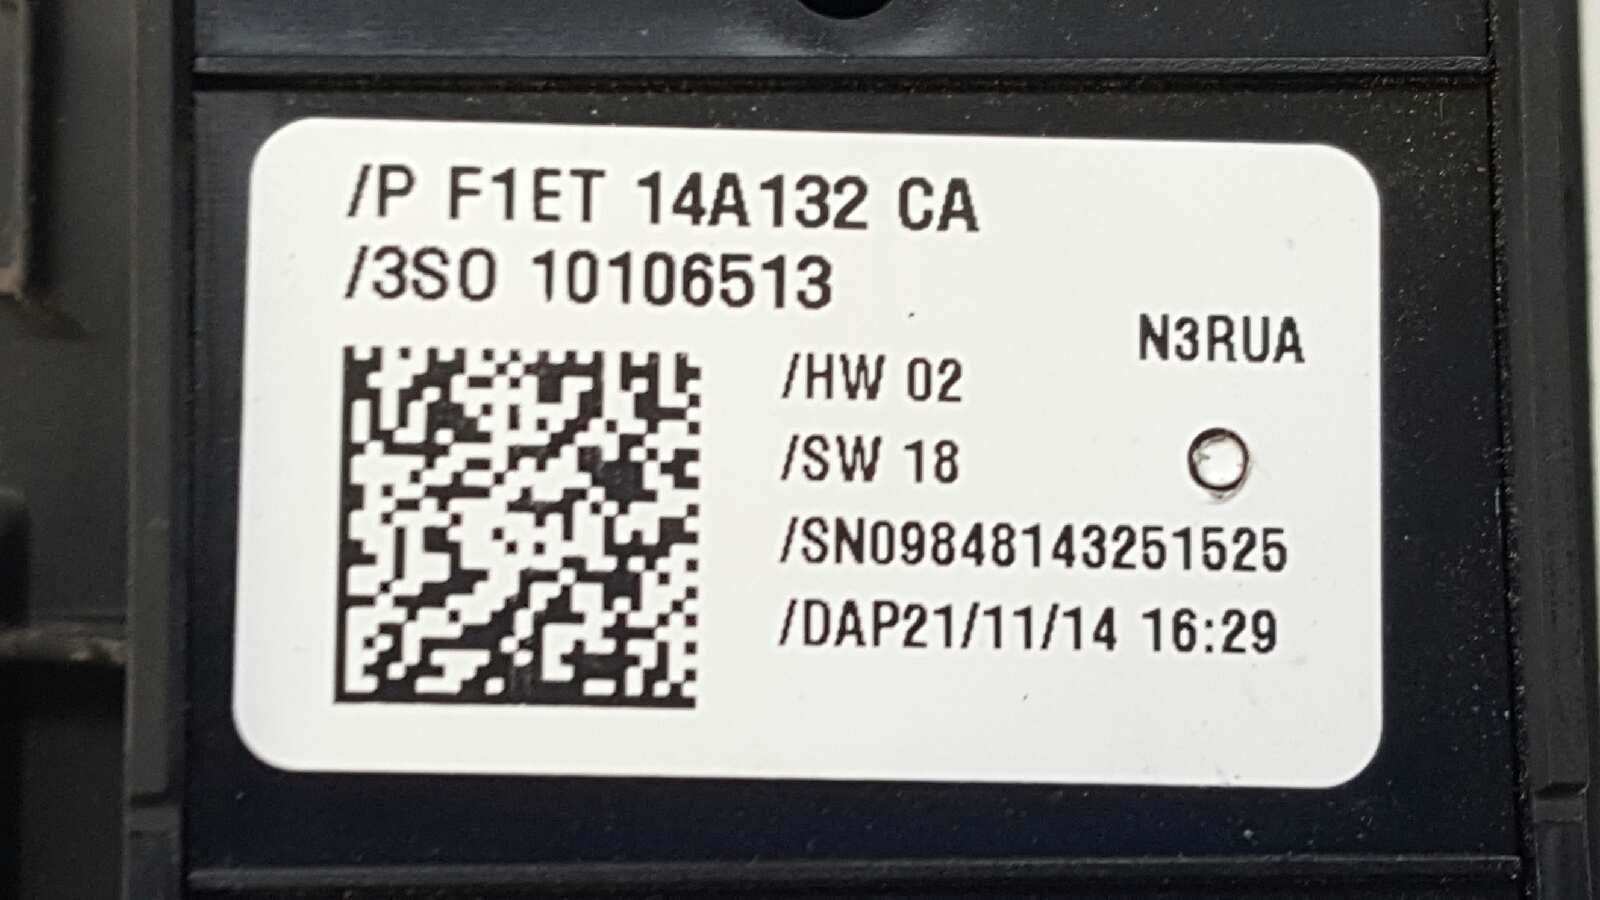 /P F1ET 14A132 CA
/3SO 10106513
N3RUA
/HW 02
/SW 18
/SN09848143251525
/DAP21/11/14 16:29